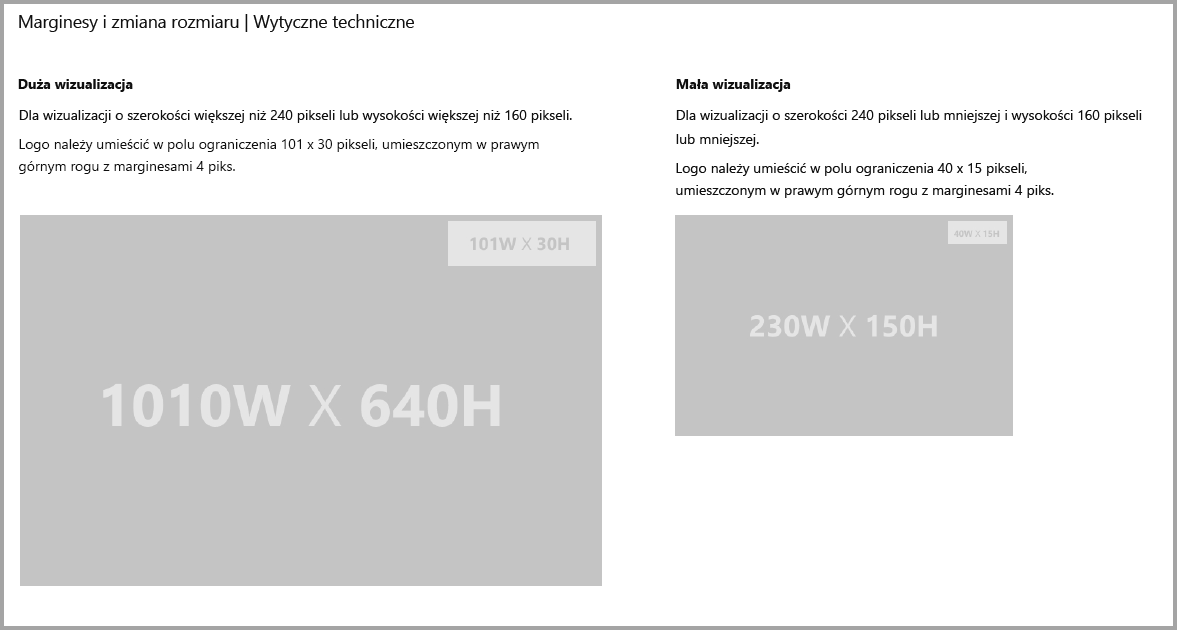 Marginesy i zmiana rozmiaru | Wytyczne techniczne
Duża wizualizacja
Dla wizualizacji o szerokości większej niż 240 pikseli lub wysokości większej niż 160 pikseli.
Logo należy umieścić w polu ograniczenia 101 x 30 pikseli, umieszczonym w prawym
górnym rogu z marginesami 4 piks.
101W X 30H
1010W X 640H
Mała wizualizacja
Dla wizualizacji o szerokości 240 pikseli lub mniejszej i wysokości 160 pikseli
lub mniejszej.
Logo należy umieścić w polu ograniczenia 40 x 15 pikseli,
umieszczonym w prawym górnym rogu z marginesami 4 piks.
40W X 15H
230W X 150H